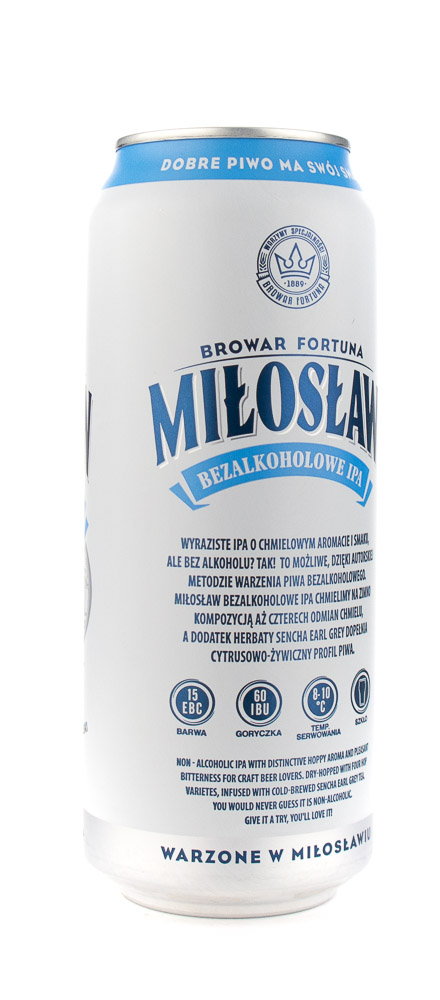 DOBRE PIWO MA SWÓJ
WARZYMY SPECJALNOŚCI
·1889·
BROWAR FORTUNA
BROWAR FORTUNA
MIŁOSŁAW
BEZALKOHOLOWE IPA
WYRAZISTE IPA O CHMIELOWYM AROMACIE I SMAKU,
ALE BEZ ALKOHOLU? TAK! TO MOŻLIWE, DZIĘKI AUTORSKIEJ
METODZIE WARZENIA PIWA BEZALKOHOLOWEGO.
MIŁOSŁAW BEZALKOHOLOWE IPA CHMIELIMY NA ZIMNO
KOMPOZYCJĄ AŻ CZTERECH ODMIAN CHMIELU,
A DODATEK HERBATY SENCHA EARL GREY DOPEŁNIA
CYTRUSOWO-ŻYWICZNY PROFIL PIWA.
15 EBC
BARWA
60 IBU
GORYCZKA
8-10 °C
TEMP. SERWOWANIA
SZKŁO
NON - ALCOHOLIC IPA WITH DISTINCTIVE HOPPY AROMA AND PLEASANT
BITTERNESS FOR CRAFT BEER LOVERS. DRY-HOPPED WITH FOUR HOP
VARIETES, INFUSED WITH COLD-BREWED SENCHA EARL GREY TEA.
YOU WOULD NEVER GUESS IT IS NON-ALCOHOLIC.
GIVE IT A TRY, YOU'LL LOVE IT!
WARZONE W MIŁOSŁAWIU